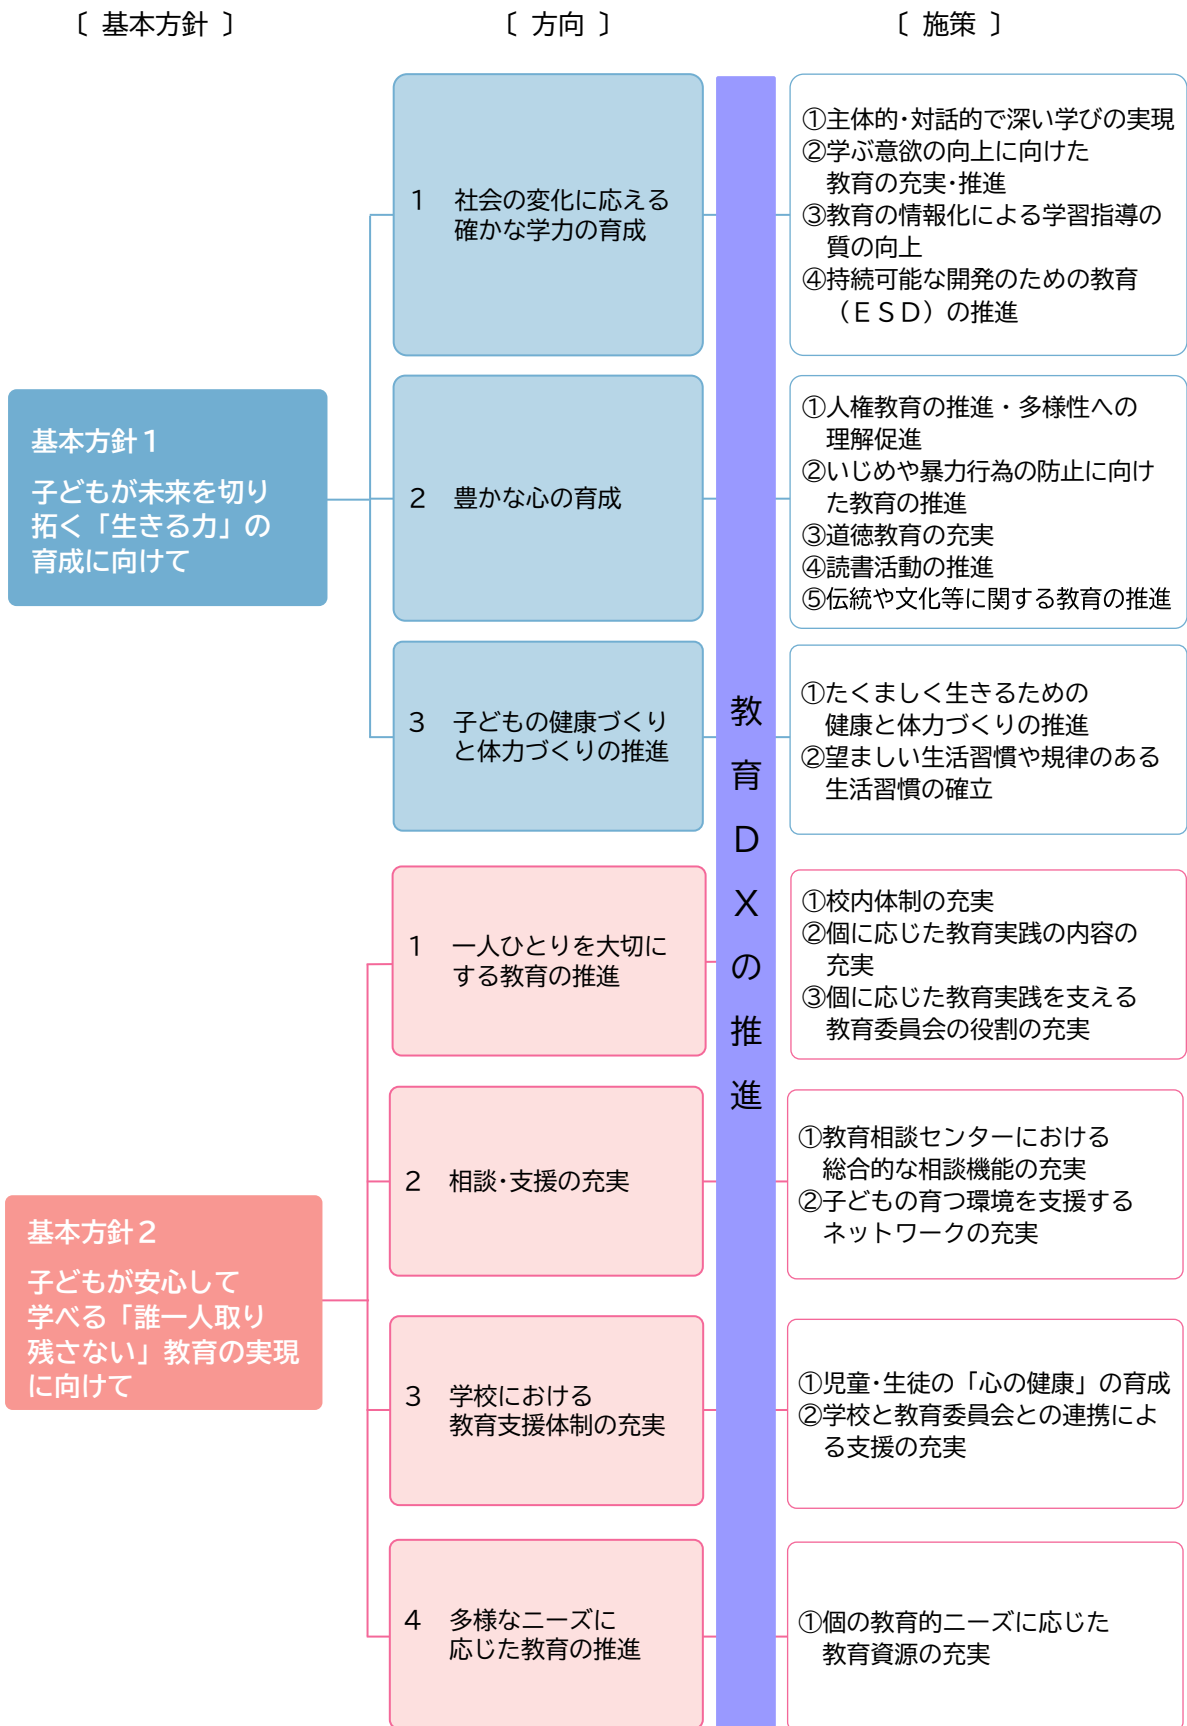 〔 基本方針 〕
〔 方向 〕
〔 施策 〕
基本方針１
子どもが未来を切り
拓く「生きる力」の
育成に向けて
１ 社会の変化に応える
確かな学力の育成
①主体的･対話的で深い学びの実現
②学ぶ意欲の向上に向けた
教育の充実･推進
③教育の情報化による学習指導の
質の向上
④持続可能な開発のための教育
（ＥＳＤ）の推進
２ 豊かな心の育成
①人権教育の推進・多様性への
理解促進
②いじめや暴力行為の防止に向け
た教育の推進
③道徳教育の充実
④読書活動の推進
⑤伝統や文化等に関する教育の推進
３ 子どもの健康づくり
と体力づくりの推進
①たくましく生きるための
健康と体力づくりの推進
②望ましい生活習慣や規律のある
生活習慣の確立
教育ＤＸの推進
基本方針２
子どもが安心して
学べる「誰一人取り
残さない」教育の実現
に向けて
１ 一人ひとりを大切に
する教育の推進
①校内体制の充実
②個に応じた教育実践の内容の
充実
③個に応じた教育実践を支える
教育委員会の役割の充実
２ 相談･支援の充実
①教育相談センターにおける
総合的な相談機能の充実
②子どもの育つ環境を支援する
ネットワークの充実
３ 学校における
教育支援体制の充実
①児童･生徒の「心の健康」の育成
②学校と教育委員会との連携によ
る支援の充実
４ 多様なニーズに
応じた教育の推進
①個の教育的ニーズに応じた
教育資源の充実